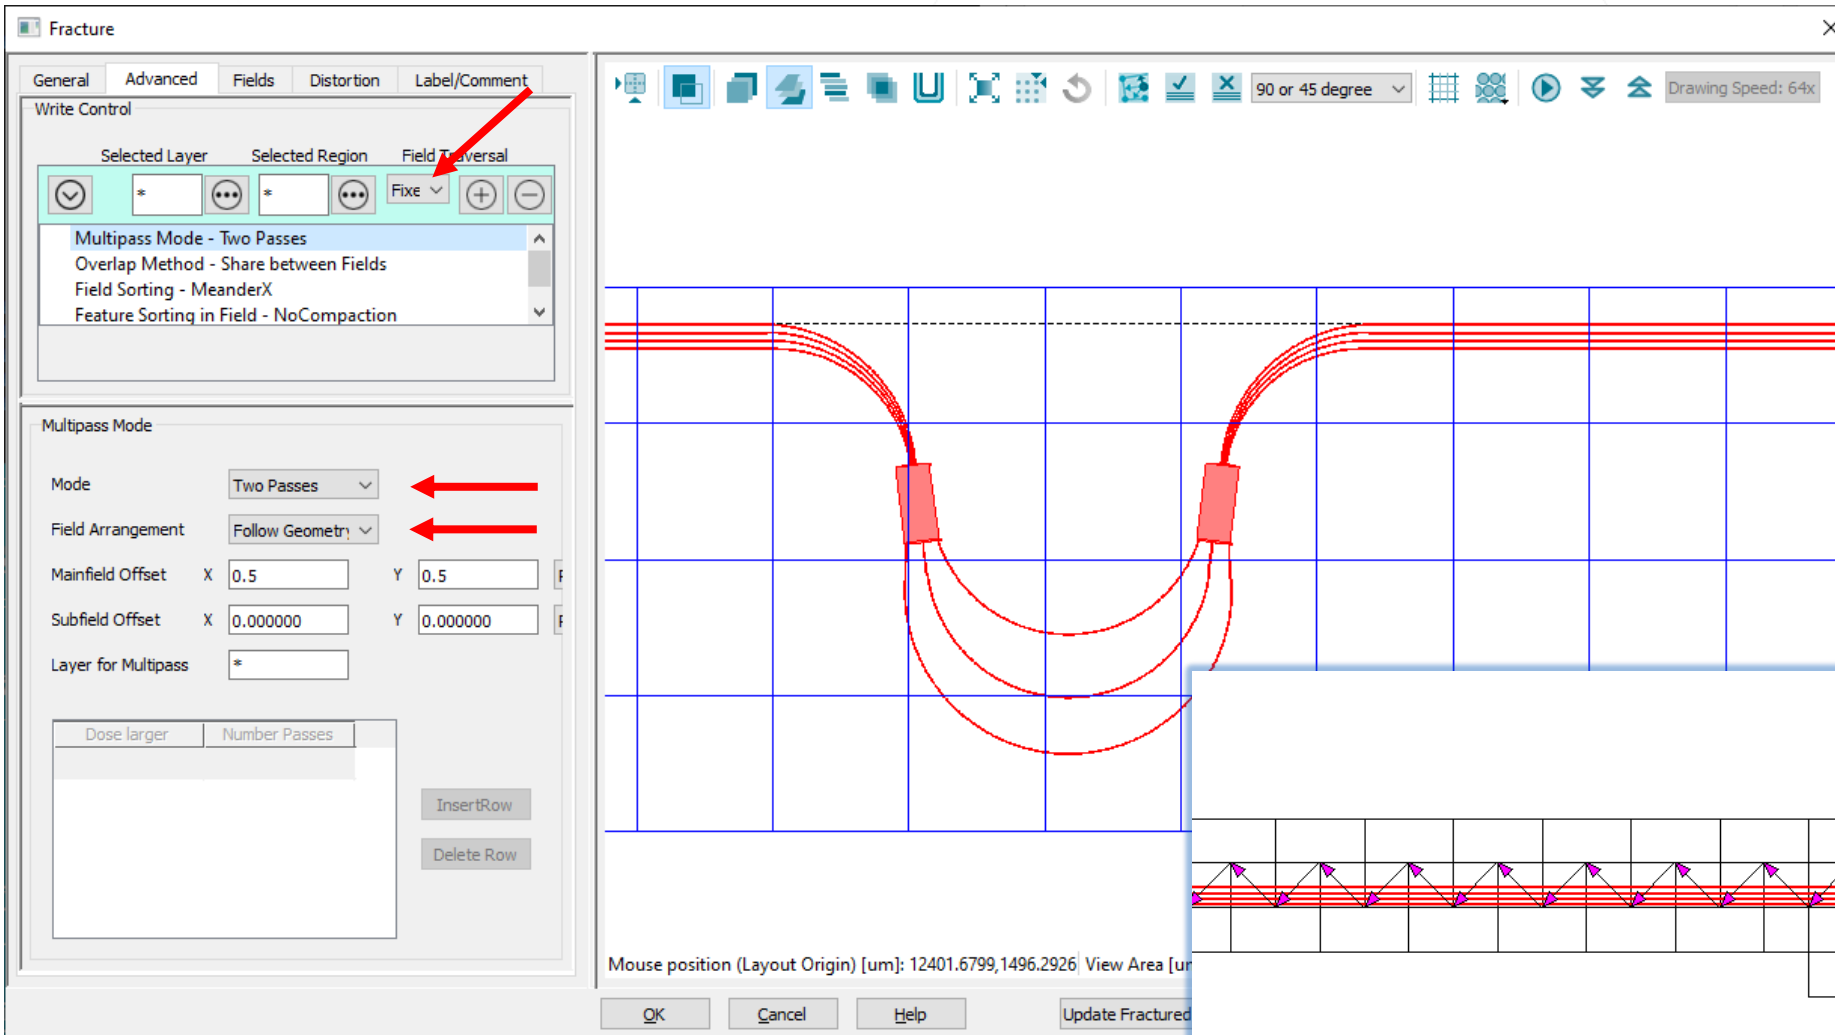 Fracture
General Advanced Fields Distortion Label/Comment
90 or 45 degree
Drawing Speed: 64x
Write Control
Selected Layer Selected Region Field Traversal
* * Fixe
Multipass Mode - Two Passes
Overlap Method - Share between Fields
Field Sorting - MeanderX
Feature Sorting in Field - NoCompaction
Multipass Mode
Mode Two Passes
Field Arrangement Follow Geometry
Mainfield Offset X 0.5 Y 0.5
Subfield Offset X 0.000000 Y 0.000000
Layer for Multipass *
Dose larger Number Passes
InsertRow
Delete Row
Mouse position (Layout Origin) [um]: 12401.6799,1496.2926 View Area [um
OK Cancel Help Update Fractured